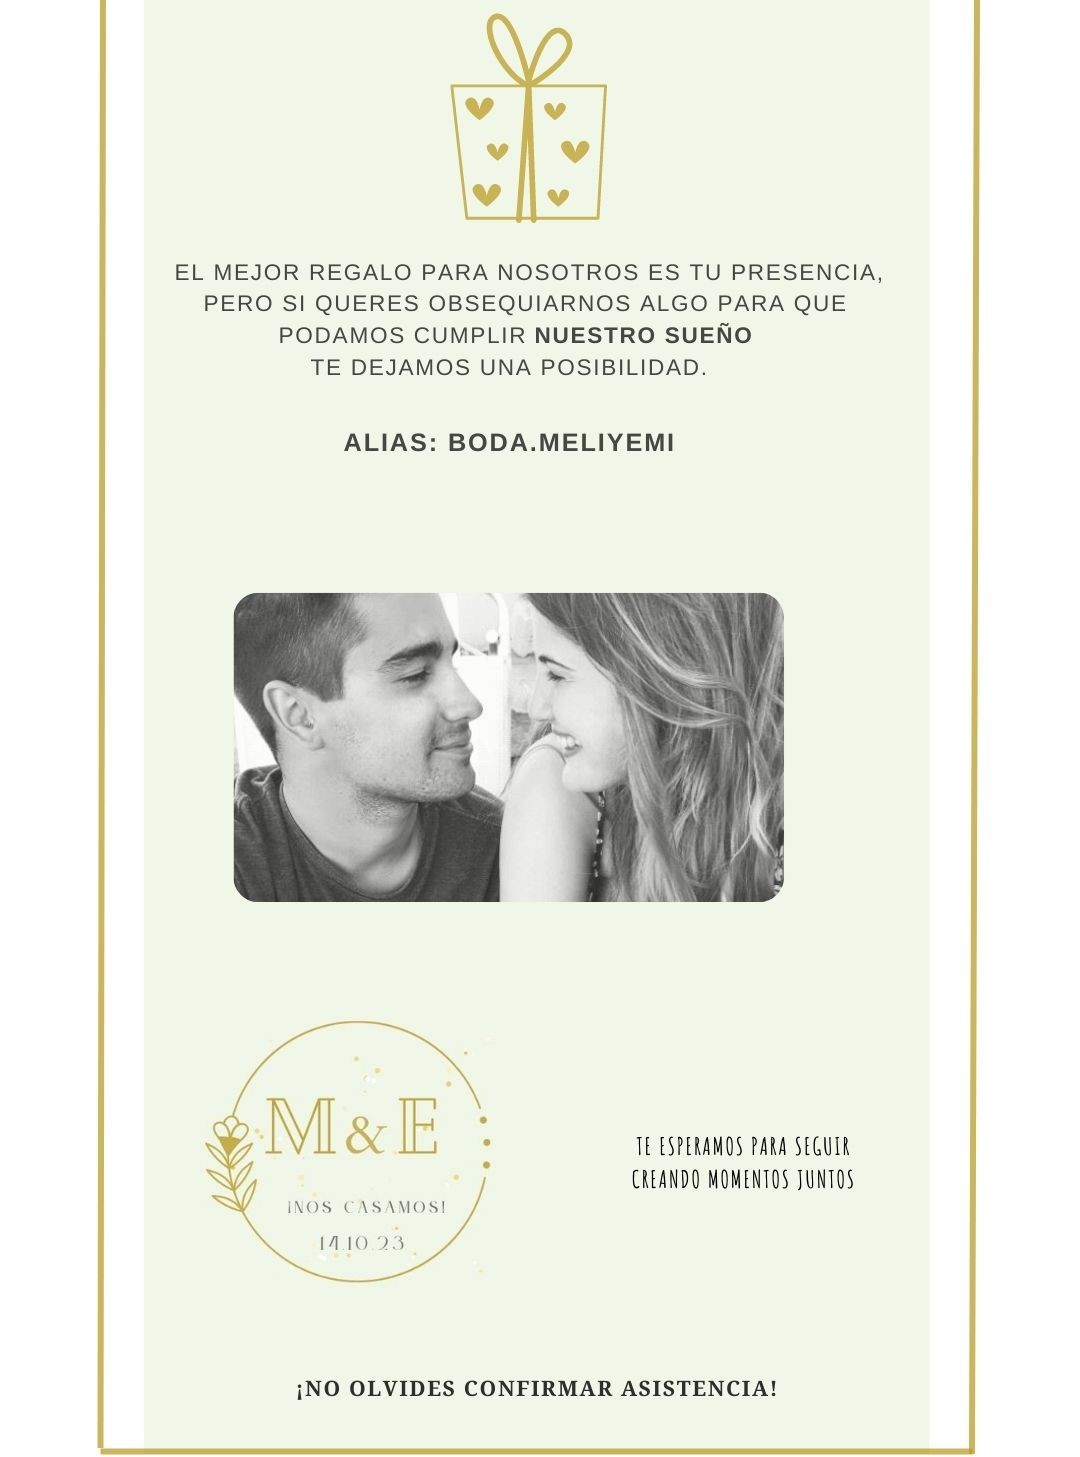 EL MEJOR REGALO PARA NOSOTROS ES TU PRESENCIA,
PERO SI QUERES OBSEQUIARNOS ALGO PARA QUE
PODAMOS CUMPLIR NUESTRO SUEÑO
TE DEJAMOS UNA POSIBILIDAD.
ALIAS: BODA.MELIYEMI
M&E
¡NOS CASAMOS!
14.10.23
TE ESPERAMOS PARA SEGUIR
CREANDO MOMENTOS JUNTOS
¡NO OLVIDES CONFIRMAR ASISTENCIA!